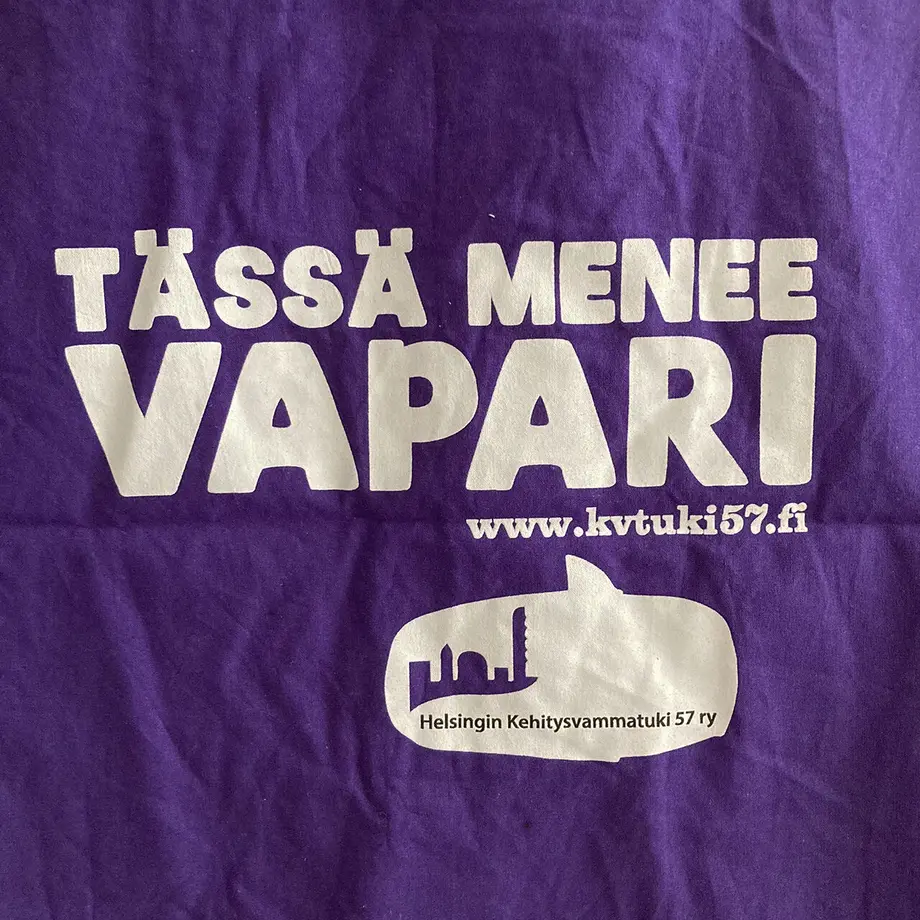 TÄSSÄ MENEE
VAPARI
www.kvtuki57.fi
Helsingin Kehitysvammatuki 57 ry